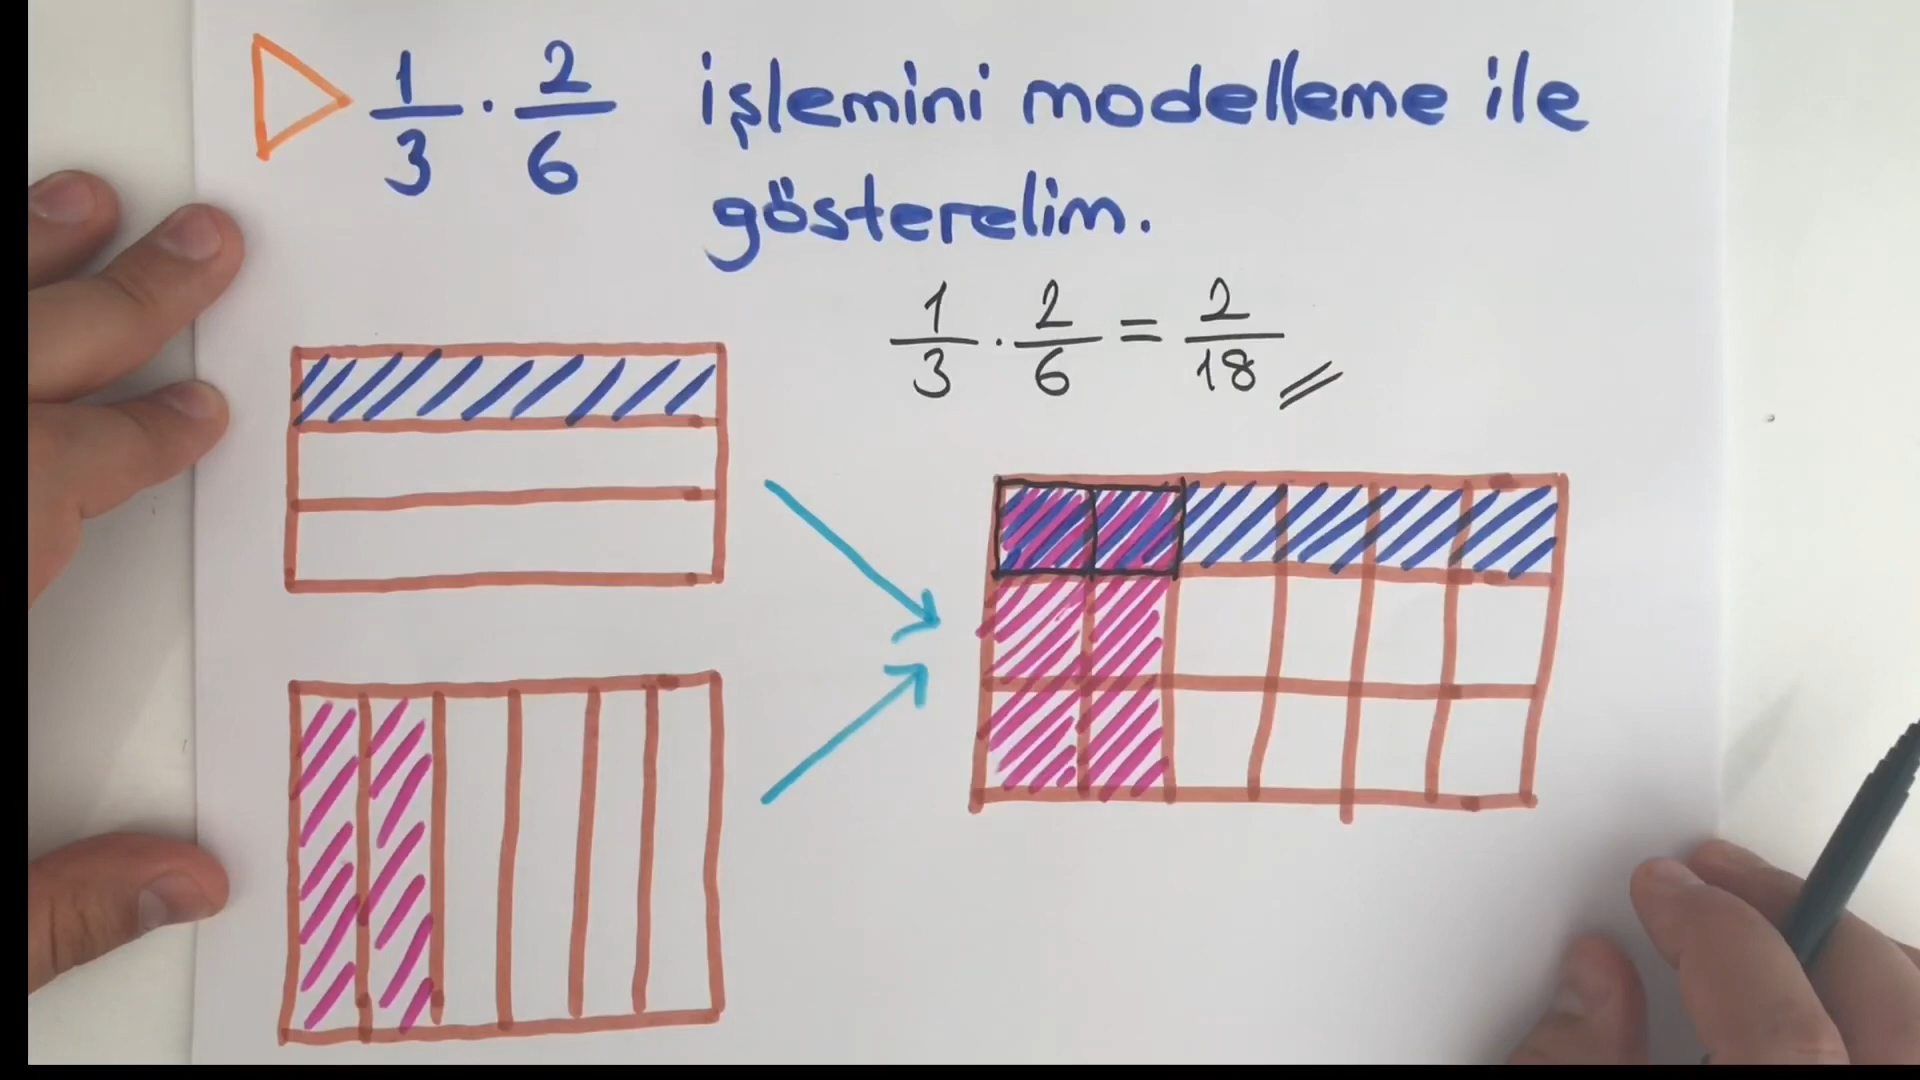 1/3 · 2/6 işlemini modelleme ile
gösterelim.
1/3 · 2/6 = 2/18